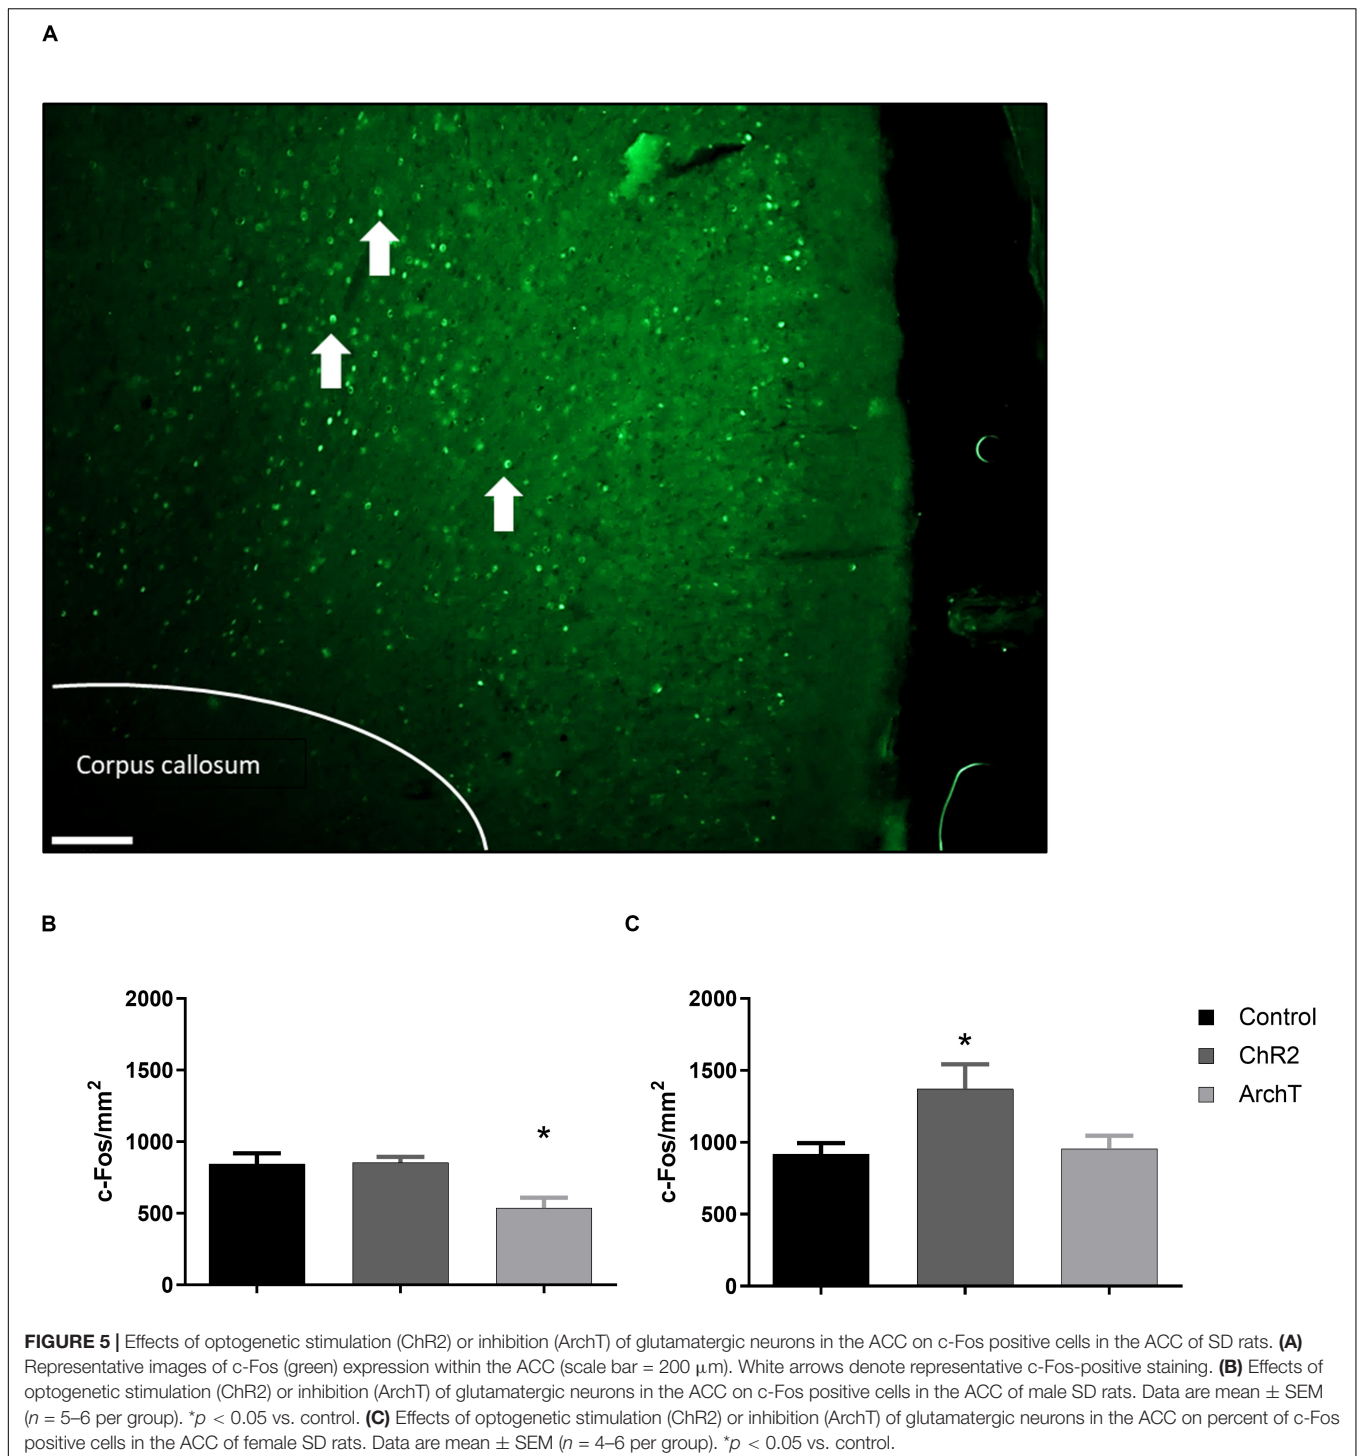 A
Corpus callosum
B
C
2000
1500
1000
500
0
c-Fos/mm²
*
2000
1500
1000
500
0
c-Fos/mm²
*
Control
ChR2
ArchT
FIGURE 5 | Effects of optogenetic stimulation (ChR2) or inhibition (ArchT) of glutamatergic neurons in the ACC on c-Fos positive cells in the ACC of SD rats. (A)
Representative images of c-Fos (green) expression within the ACC (scale bar = 200 μm). White arrows denote representative c-Fos-positive staining. (B) Effects of
optogenetic stimulation (ChR2) or inhibition (ArchT) of glutamatergic neurons in the ACC on c-Fos positive cells in the ACC of male SD rats. Data are mean ± SEM
(n = 5–6 per group). *p < 0.05 vs. control. (C) Effects of optogenetic stimulation (ChR2) or inhibition (ArchT) of glutamatergic neurons in the ACC on percent of c-Fos
positive cells in the ACC of female SD rats. Data are mean ± SEM (n = 4–6 per group). *p < 0.05 vs. control.